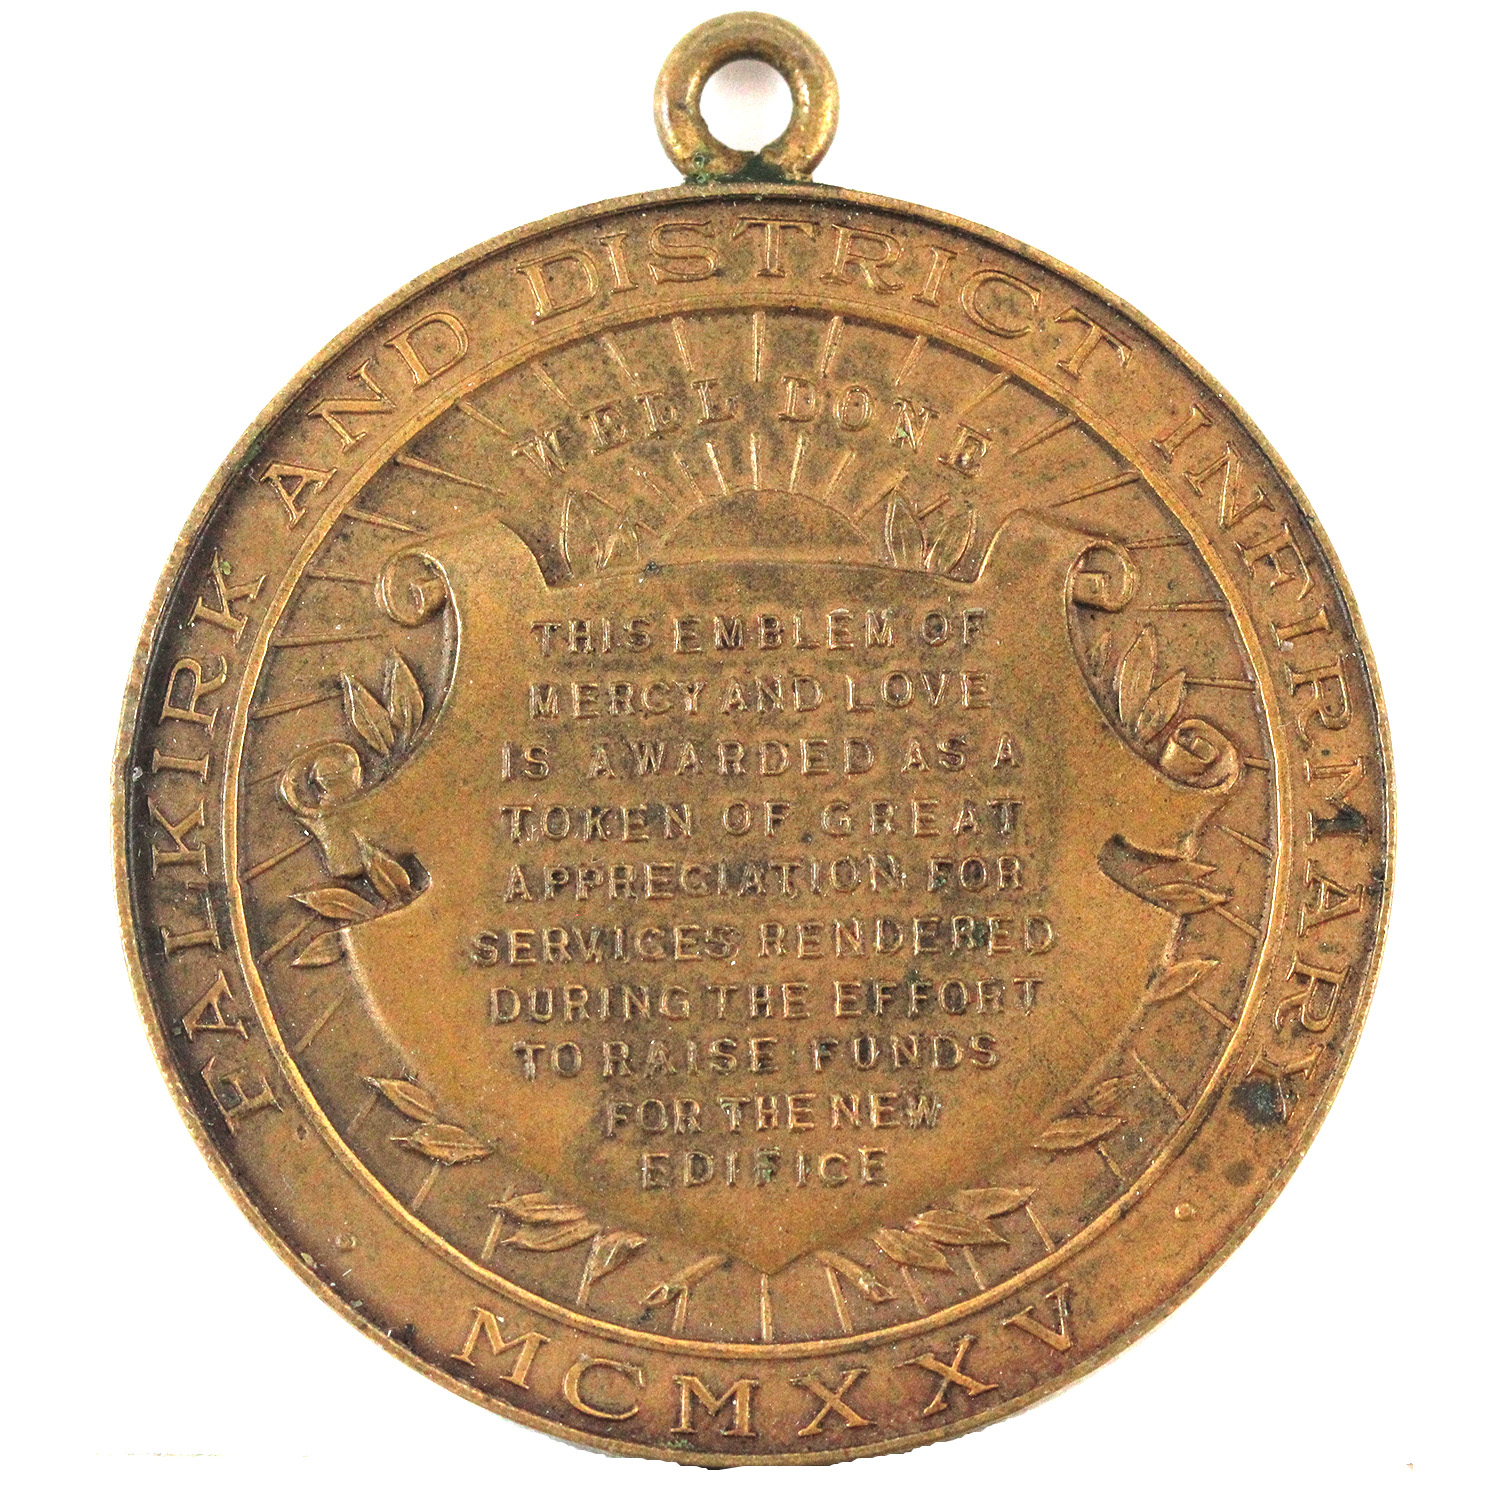 FALKIRK AND DISTRICT INFIRMARY
WELL DONE
THIS EMBLEM OF
MERCY AND LOVE
IS AWARDED AS A
TOKEN OF GREAT
APPRECIATION FOR
SERVICES RENDERED
DURING THE EFFORT
TO RAISE FUNDS
FOR THE NEW
EDIFICE
· MCMXXV ·